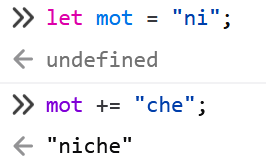 >> let mot = "ni";
← undefined
>> mot += "che";
← "niche"